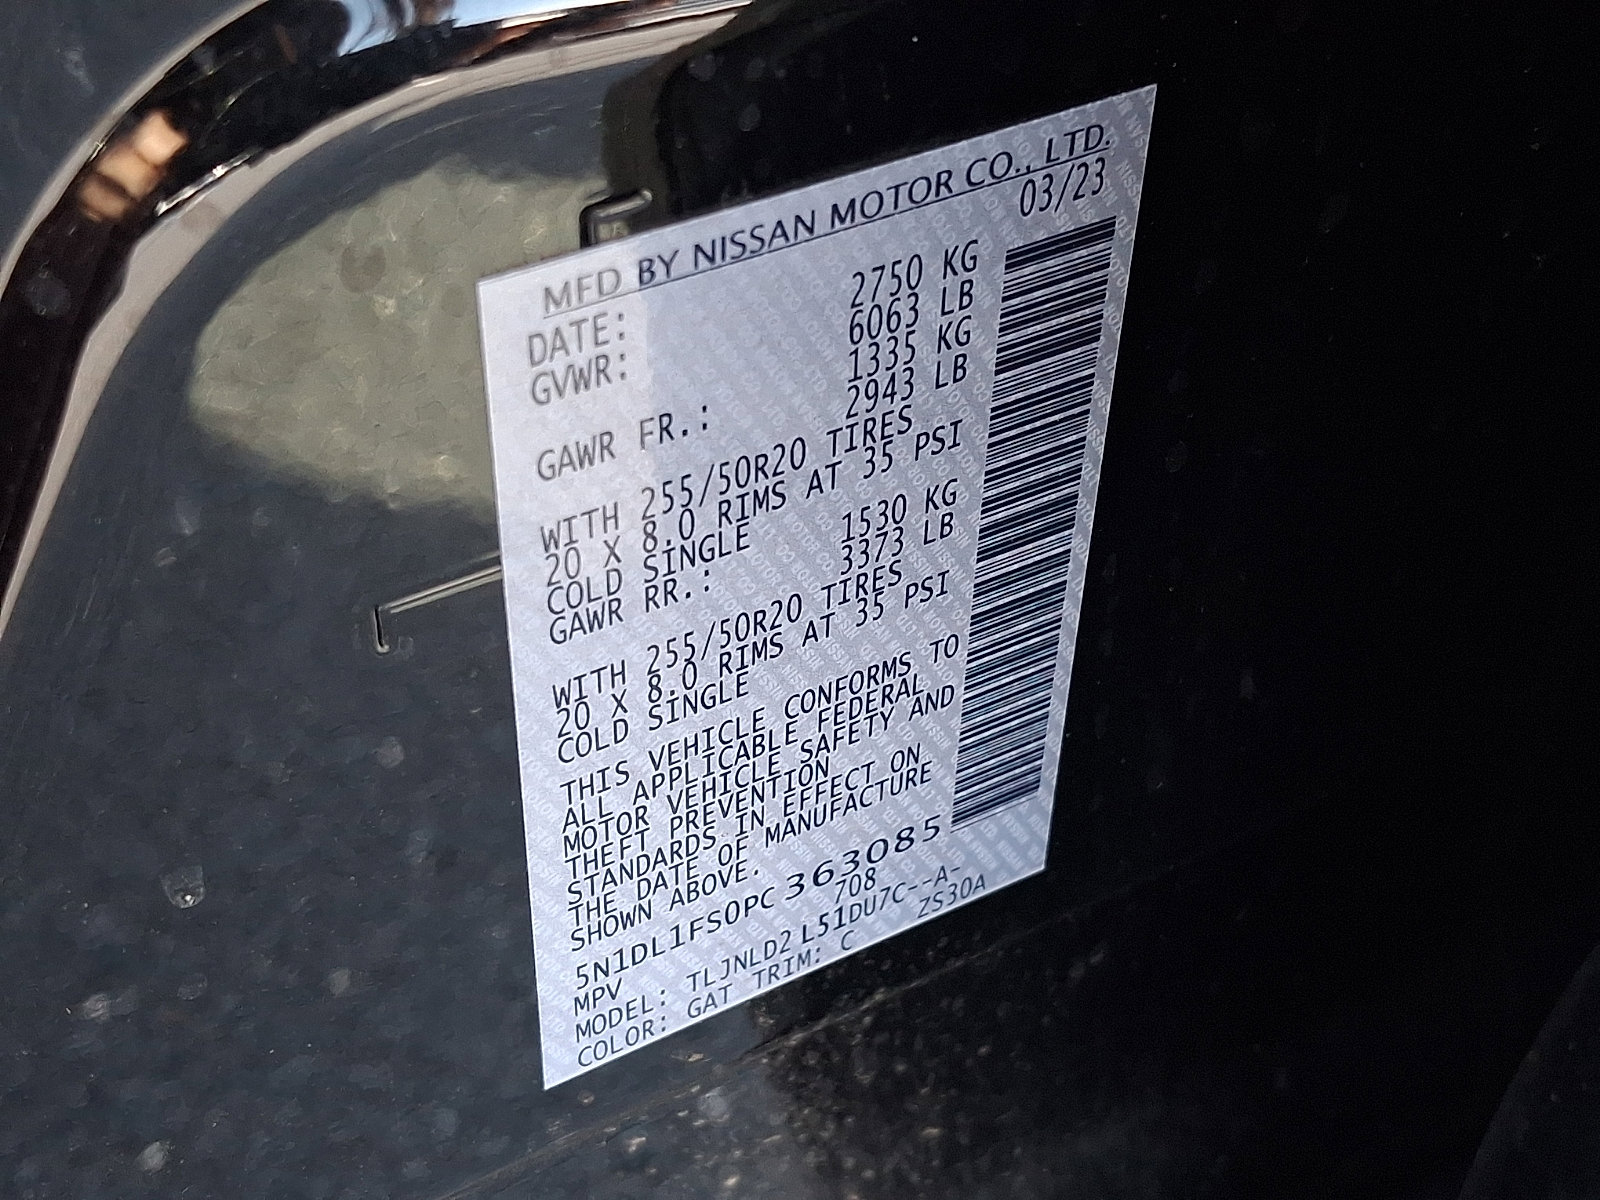 MFD BY NISSAN MOTOR CO., LTD.
DATE: 03/23
GVWR: 2750 KG
6063 LB
GAWR FR.: 1335 KG
2943 LB
WITH 255/50R20 TIRES
20 X 8.0 RIMS AT 35 PSI
COLD SINGLE
GAWR RR.: 1530 KG
3373 LB
WITH 255/50R20 TIRES
20 X 8.0 RIMS AT 35 PSI
COLD SINGLE
THIS VEHICLE CONFORMS TO
ALL APPLICABLE FEDERAL
MOTOR VEHICLE SAFETY AND
THEFT PREVENTION
STANDARDS IN EFFECT ON
THE DATE OF MANUFACTURE
SHOWN ABOVE.
5N1DL1FS0PC363085
MPV 708
MODEL: TLJNLD2 L51DU7C--A-
COLOR: GAT TRIM: C ZS30A